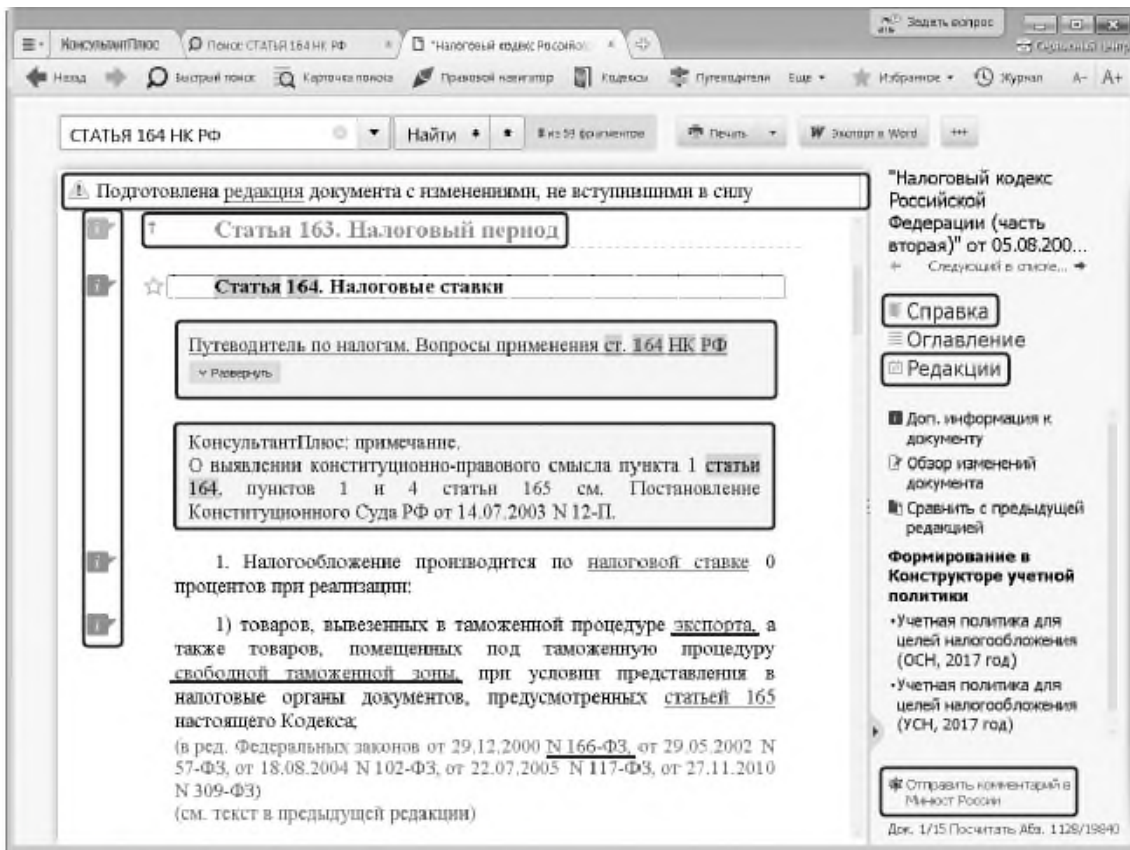 Задать вопрос
КонсультантПлюс
Поиск: СТАТЬЯ 164 НК РФ
"Налоговый кодекс Российс
Назад
Быстрый поиск
Карточка поиска
Правовой навигатор
Кодексы
Путеводители
Еще
Избранное
Журнал
A-
A+
СТАТЬЯ 164 НК РФ
Найти
8 из 59 фрагментов
Печать
Экспорт в Word
Подготовлена редакция документа с изменениями, не вступившими в силу
Статья 163. Налоговый период
Статья 164. Налоговые ставки
Путеводитель по налогам. Вопросы применения ст. 164 НК РФ
Развернуть
КонсультантПлюс: примечание.
О выявлении конституционно-правового смысла пункта 1 статьи
164, пунктов 1 и 4 статьи 165 см. Постановление
Конституционного Суда РФ от 14.07.2003 N 12-П.
1. Налогообложение производится по налоговой ставке 0
процентов при реализации:
1) товаров, вывезенных в таможенной процедуре экспорта, а
также товаров, помещенных под таможенную процедуру
свободной таможенной зоны, при условии представления в
налоговые органы документов, предусмотренных статьей 165
настоящего Кодекса;
(в ред. Федеральных законов от 29.12.2000 N 166-ФЗ, от 29.05.2002 N
57-ФЗ, от 18.08.2004 N 102-ФЗ, от 22.07.2005 N 117-ФЗ, от 27.11.2010
N 309-ФЗ)
(см. текст в предыдущей редакции)
"Налоговый кодекс
Российской
Федерации (часть
вторая)" от 05.08.200...
Следующий в списке...
Справка
Оглавление
Редакции
Доп. информация к
документу
Обзор изменений
документа
Сравнить с предыдущей
редакцией
Формирование в
Конструкторе учетной
политики
•Учетная политика для
целей налогообложения
(ОСН, 2017 год)
•Учетная политика для
целей налогообложения
(УСН, 2017 год)
Отправить комментарий в
Минюст России
Док. 1/15 Посчитать Абз. 1128/19840